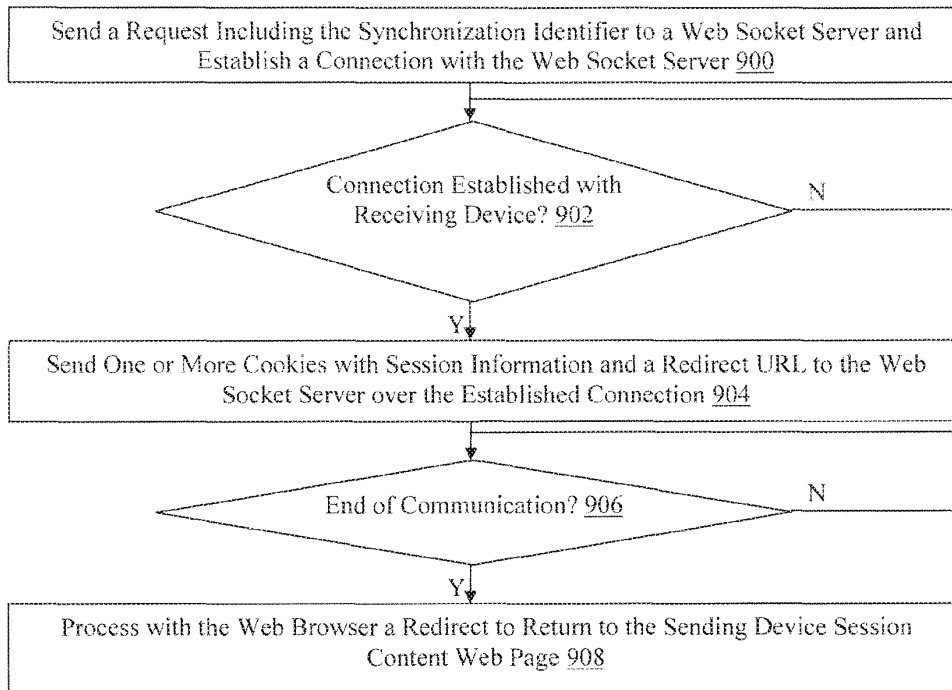 Send a Request Including the Synchronization Identifier to a Web Socket Server and
Establish a Connection with the Web Socket Server 900
Connection Established with
Receiving Device? 902
N
Y
Send One or More Cookies with Session Information and a Redirect URL to the Web
Socket Server over the Established Connection 904
End of Communication? 906
N
Y
Process with the Web Browser a Redirect to Return to the Sending Device Session
Content Web Page 908